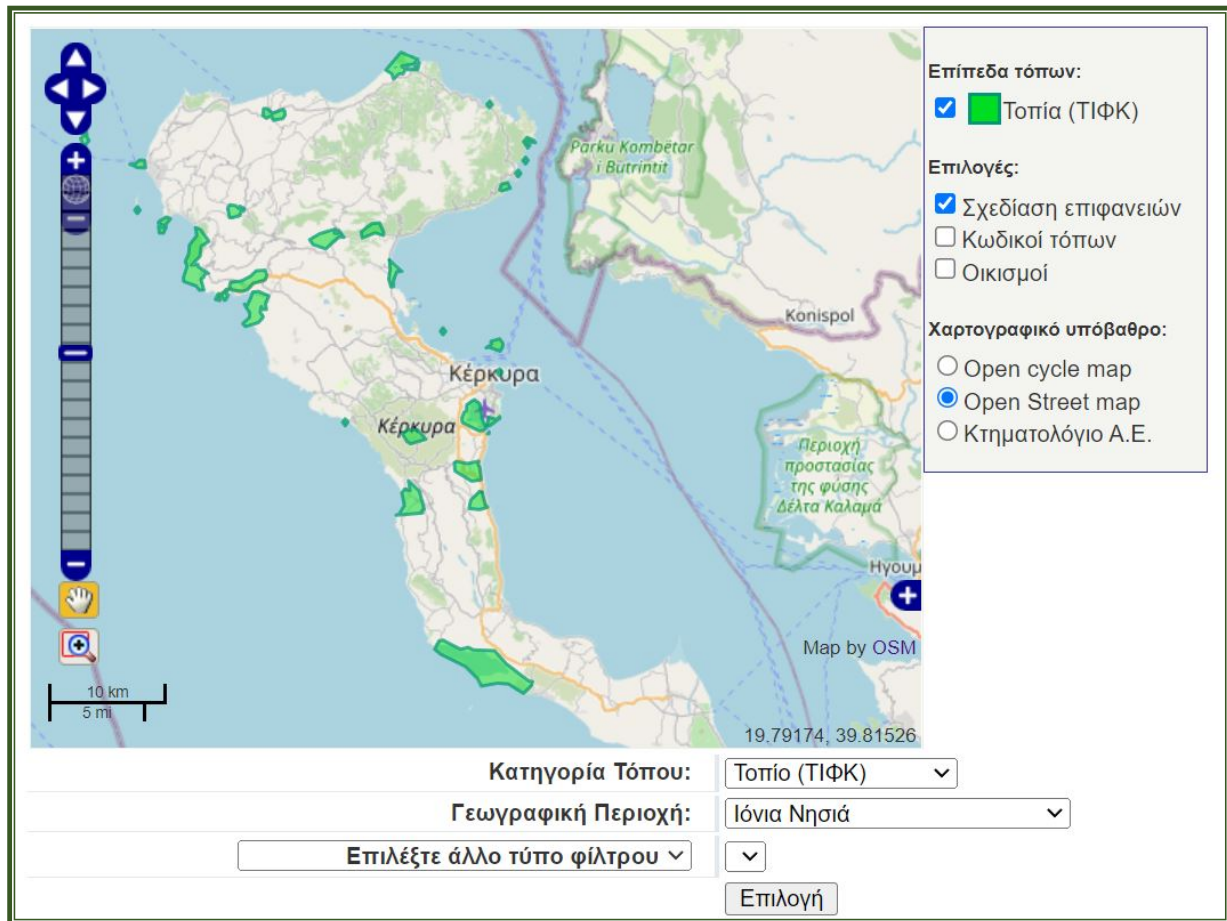 Parku Kombëtar
i Butrintit
Konispol
Κέρκυρα
Κέρκυρα
Περιοχή
προστασίας
της φύσης
Δέλτα Καλαμά
Ηγουμ
Map by OSM
10 km
5 mi
19.79174, 39.81526
Επίπεδα τόπων:
Τοπία (ΤΙΦΚ)
Επιλογές:
Σχεδίαση επιφανειών
Κωδικοί τόπων
Οικισμοί
Χαρτογραφικό υπόβαθρο:
Open cycle map
Open Street map
Κτηματολόγιο Α.Ε.
Κατηγορία Τόπου: Τοπίο (ΤΙΦΚ)
Γεωγραφική Περιοχή: Ιόνια Νησιά
Επιλέξτε άλλο τύπο φίλτρου
Επιλογή